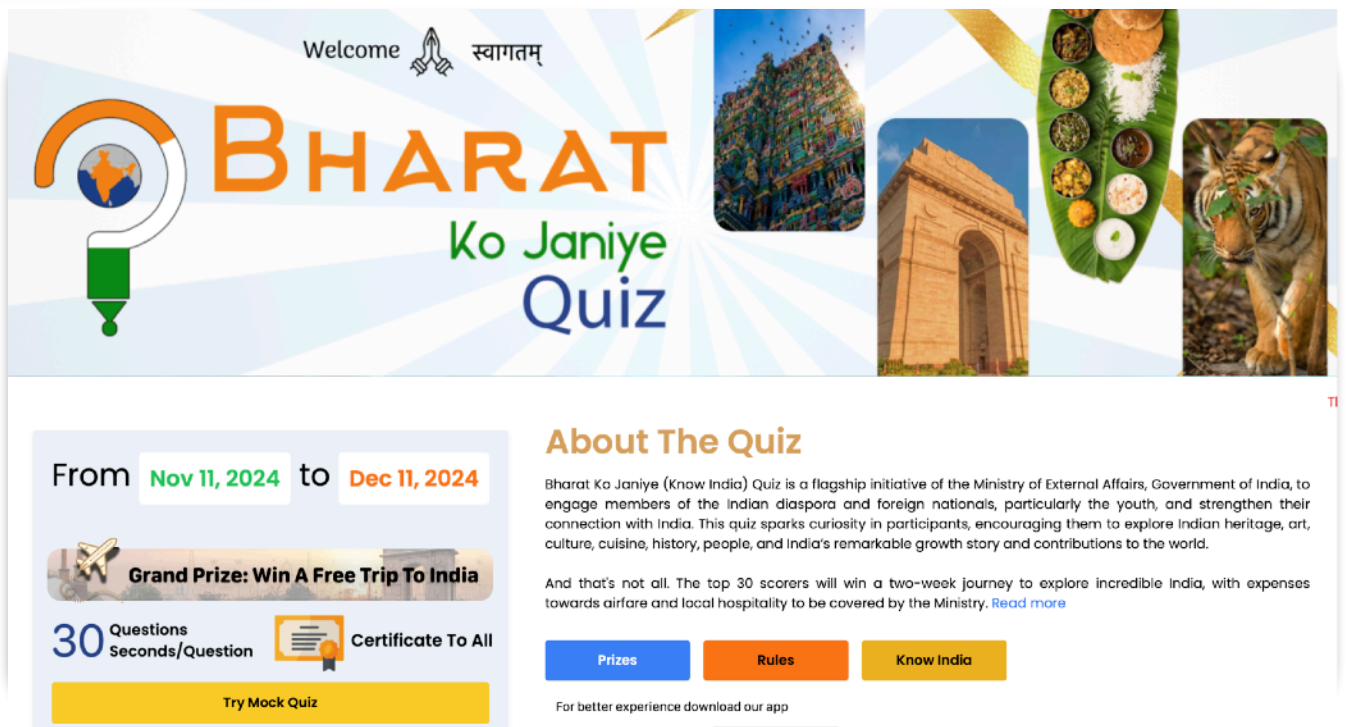 Welcome स्वागतम्
BHARAT
Ko Janiye
Quiz
From Nov 11, 2024 to Dec 11, 2024
Grand Prize: Win A Free Trip To India
30 Questions
Seconds/Question
Certificate To All
Try Mock Quiz
About The Quiz
Bharat Ko Janiye (Know India) Quiz is a flagship initiative of the Ministry of External Affairs, Government of India, to
engage members of the Indian diaspora and foreign nationals, particularly the youth, and strengthen their
connection with India. This quiz sparks curiosity in participants, encouraging them to explore Indian heritage, art,
culture, cuisine, history, people, and India's remarkable growth story and contributions to the world.
And that's not all. The top 30 scorers will win a two-week journey to explore incredible India, with expenses
towards airfare and local hospitality to be covered by the Ministry. Read more
Prizes Rules Know India
For better experience download our app